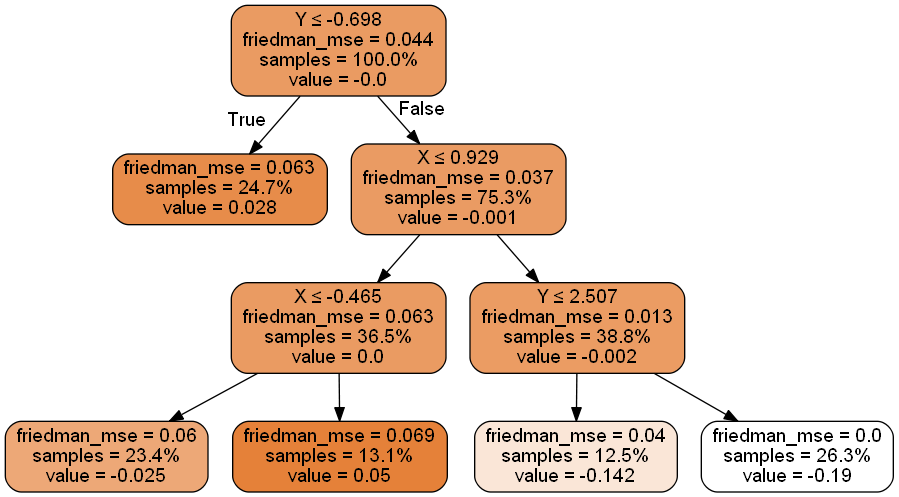 Y ≤ -0.698
friedman_mse = 0.044
samples = 100.0%
value = -0.0
True
False
friedman_mse = 0.063
samples = 24.7%
value = 0.028
X ≤ 0.929
friedman_mse = 0.037
samples = 75.3%
value = -0.001
X ≤ -0.465
friedman_mse = 0.063
samples = 36.5%
value = 0.0
Y ≤ 2.507
friedman_mse = 0.013
samples = 38.8%
value = -0.002
friedman_mse = 0.06
samples = 23.4%
value = -0.025
friedman_mse = 0.069
samples = 13.1%
value = 0.05
friedman_mse = 0.04
samples = 12.5%
value = -0.142
friedman_mse = 0.0
samples = 26.3%
value = -0.19